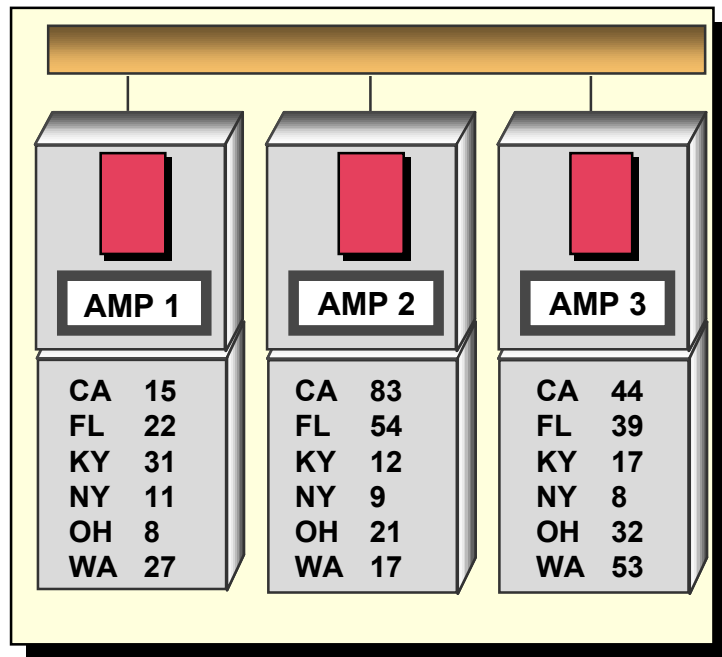 AMP 1
CA 15
FL 22
KY 31
NY 11
OH 8
WA 27
AMP 2
CA 83
FL 54
KY 12
NY 9
OH 21
WA 17
AMP 3
CA 44
FL 39
KY 17
NY 8
OH 32
WA 53